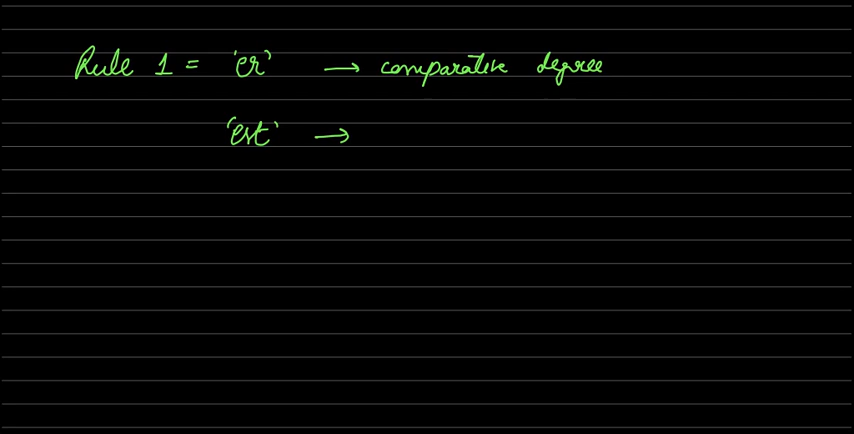 Rule 1 = 'er' → comparative degree
'est' →